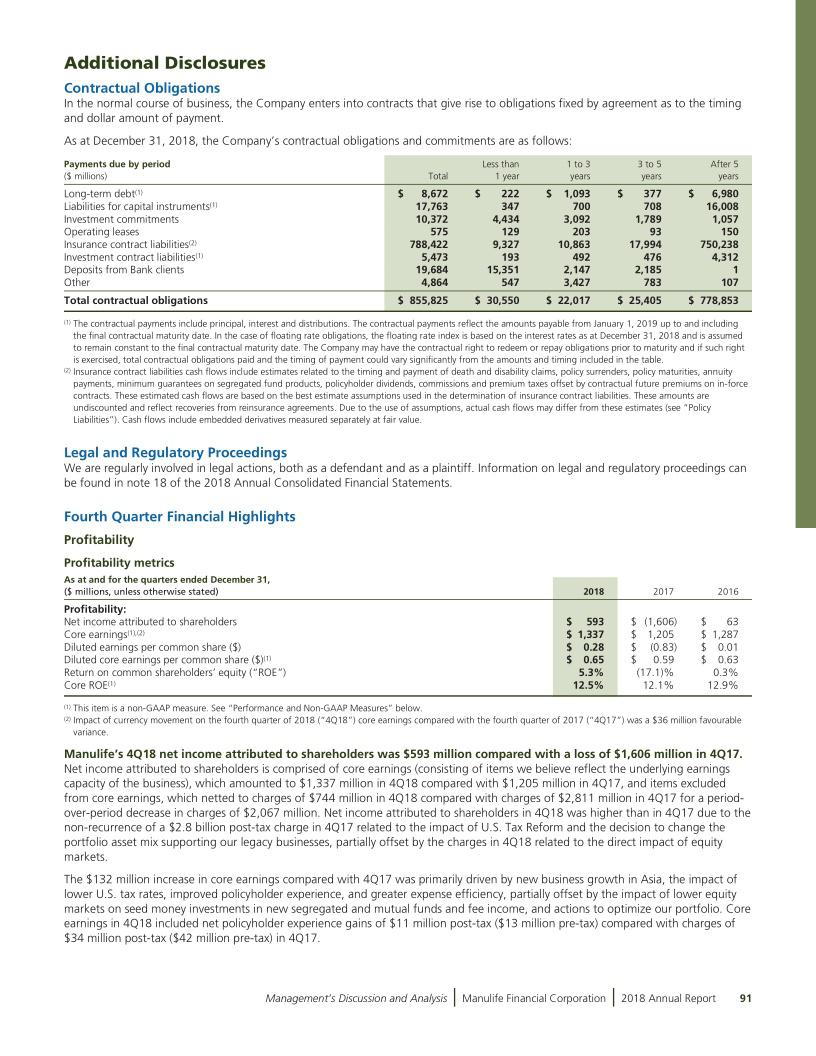 Additional Disclosures
Contractual Obligations
In the normal course of business, the Company enters into contracts that give rise to obligations fixed by agreement as to the timing
and dollar amount of payment.
As at December 31, 2018, the Company's contractual obligations and commitments are as follows:
Payments due by period
($ millions) Total Less than 1 year 1 to 3 years 3 to 5 years After 5 years
Long-term debt(1) $ 8,672 $ 222 $ 1,093 $ 377 $ 6,980
Liabilities for capital instruments(1) 17,763 347 700 708 16,008
Investment commitments 10,372 4,434 3,092 1,789 1,057
Operating leases 575 129 203 93 150
Insurance contract liabilities(2) 788,422 9,327 10,863 17,994 750,238
Investment contract liabilities(1) 5,473 193 492 476 4,312
Deposits from Bank clients 19,684 15,351 2,147 2,185 1
Other 4,864 547 3,427 783 107
Total contractual obligations $ 855,825 $ 30,550 $ 22,017 $ 25,405 $ 778,853
(1) The contractual payments include principal, interest and distributions. The contractual payments reflect the amounts payable from January 1, 2019 up to and including
the final contractual maturity date. In the case of floating rate obligations, the floating rate index is based on the interest rates as at December 31, 2018 and is assumed
to remain constant to the final contractual maturity date. The Company may have the contractual right to redeem or repay obligations prior to maturity and if such right
is exercised, total contractual obligations paid and the timing of payment could vary significantly from the amounts and timing included in the table.
(2) Insurance contract liabilities cash flows include estimates related to the timing and payment of death and disability claims, policy surrenders, policy maturities, annuity
payments, minimum guarantees on segregated fund products, policyholder dividends, commissions and premium taxes offset by contractual future premiums on in-force
contracts. These estimated cash flows are based on the best estimate assumptions used in the determination of insurance contract liabilities. These amounts are
undiscounted and reflect recoveries from reinsurance agreements. Due to the use of assumptions, actual cash flows may differ from these estimates (see "Policy
Liabilities"). Cash flows include embedded derivatives measured separately at fair value.
Legal and Regulatory Proceedings
We are regularly involved in legal actions, both as a defendant and as a plaintiff. Information on legal and regulatory proceedings can
be found in note 18 of the 2018 Annual Consolidated Financial Statements.
Fourth Quarter Financial Highlights
Profitability
Profitability metrics
As at and for the quarters ended December 31,
($ millions, unless otherwise stated) 2018 2017 2016
Profitability:
Net income attributed to shareholders $ 593 $ (1,606) $ 63
Core earnings(1),(2) $ 1,337 $ 1,205 $ 1,287
Diluted earnings per common share ($) $ 0.28 $ (0.83) $ 0.01
Diluted core earnings per common share ($)(1) $ 0.65 $ 0.59 $ 0.63
Return on common shareholders' equity ("ROE") 5.3% (17.1)% 0.3%
Core ROE(1) 12.5% 12.1% 12.9%
(1) This item is a non-GAAP measure. See "Performance and Non-GAAP Measures" below.
(2) Impact of currency movement on the fourth quarter of 2018 ("4Q18") core earnings compared with the fourth quarter of 2017 ("4Q17") was a $36 million favourable
variance.
Manulife's 4Q18 net income attributed to shareholders was $593 million compared with a loss of $1,606 million in 4Q17.
Net income attributed to shareholders is comprised of core earnings (consisting of items we believe reflect the underlying earnings
capacity of the business), which amounted to $1,337 million in 4Q18 compared with $1,205 million in 4Q17, and items excluded
from core earnings, which netted to charges of $744 million in 4Q18 compared with charges of $2,811 million in 4Q17 for a period-
over-period decrease in charges of $2,067 million. Net income attributed to shareholders in 4Q18 was higher than in 4Q17 due to the
non-recurrence of a $2.8 billion post-tax charge in 4Q17 related to the impact of U.S. Tax Reform and the decision to change the
portfolio asset mix supporting our legacy businesses, partially offset by the charges in 4Q18 related to the direct impact of equity
markets.
The $132 million increase in core earnings compared with 4Q17 was primarily driven by new business growth in Asia, the impact of
lower U.S. tax rates, improved policyholder experience, and greater expense efficiency, partially offset by the impact of lower equity
markets on seed money investments in new segregated and mutual funds and fee income, and actions to optimize our portfolio. Core
earnings in 4Q18 included net policyholder experience gains of $11 million post-tax ($13 million pre-tax) compared with charges of
$34 million post-tax ($42 million pre-tax) in 4Q17.
Management's Discussion and Analysis | Manulife Financial Corporation | 2018 Annual Report 91